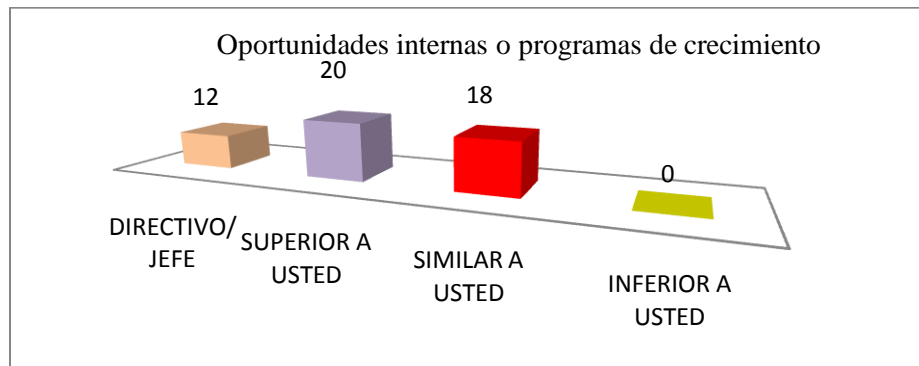 Oportunidades internas o programas de crecimiento
20
12
18
0
DIRECTIVO/
JEFE
SUPERIOR A
USTED
SIMILAR A
USTED
INFERIOR A
USTED